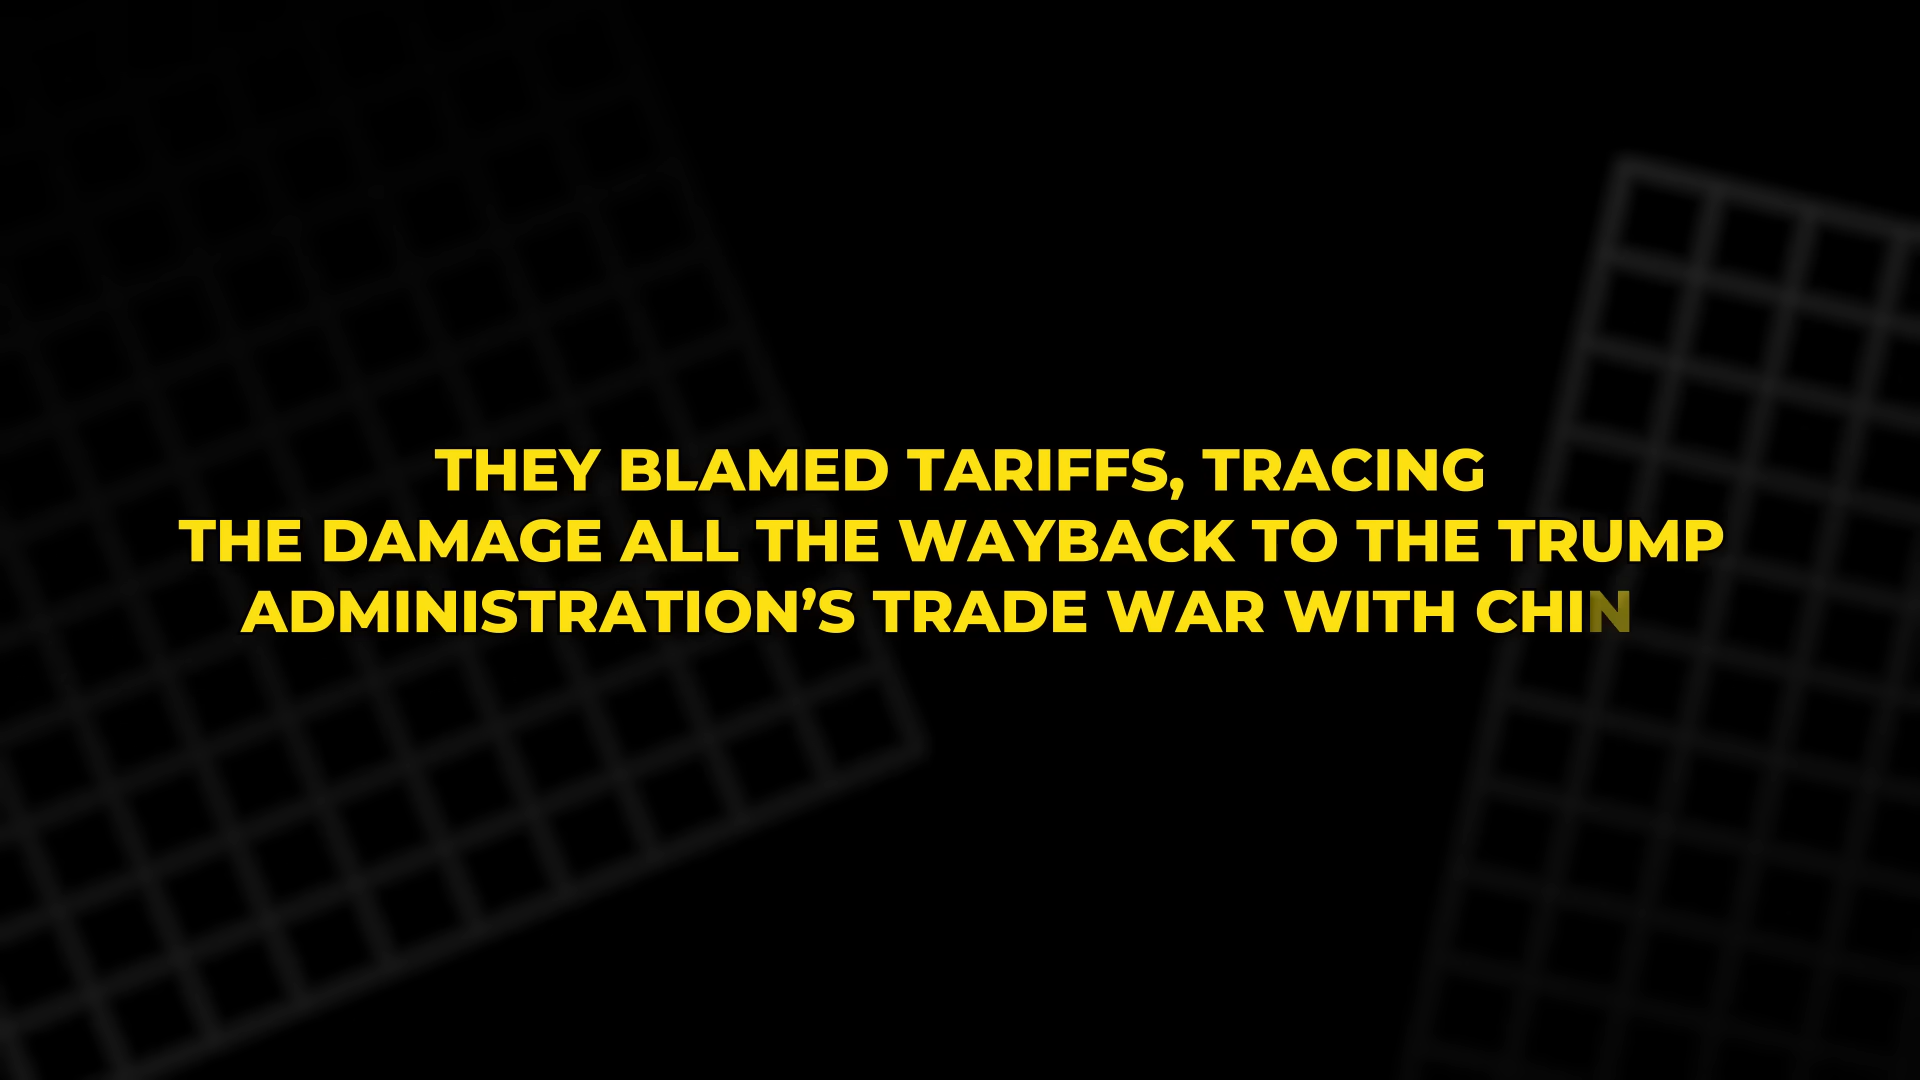 THEY BLAMED TARIFFS, TRACING
THE DAMAGE ALL THE WAYBACK TO THE TRUMP
ADMINISTRATION’S TRADE WAR WITH CHIN